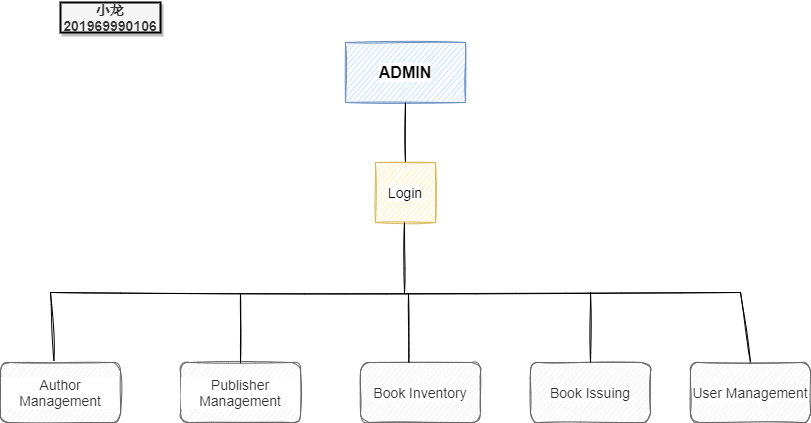 小龙
201969990106
ADMIN
Login
Author
Management
Publisher
Management
Book Inventory
Book Issuing
User Management